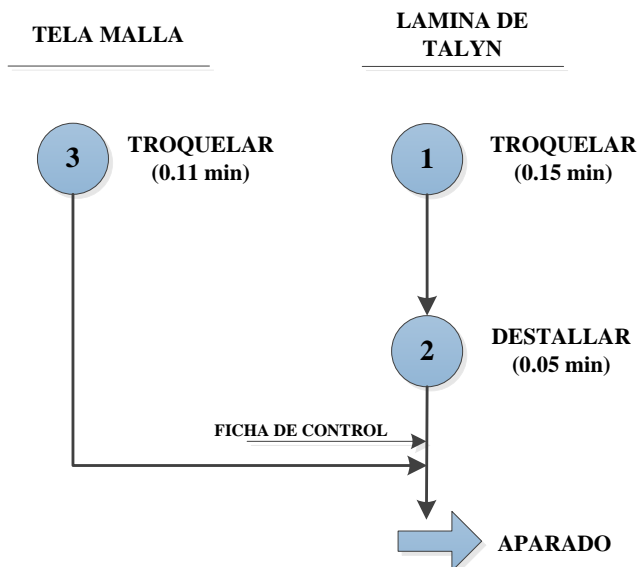 TELA MALLA
LAMINA DE
TALYN
3
TROQUELAR
(0.11 min)
1
TROQUELAR
(0.15 min)
2
DESTALLAR
(0.05 min)
FICHA DE CONTROL
APARADO